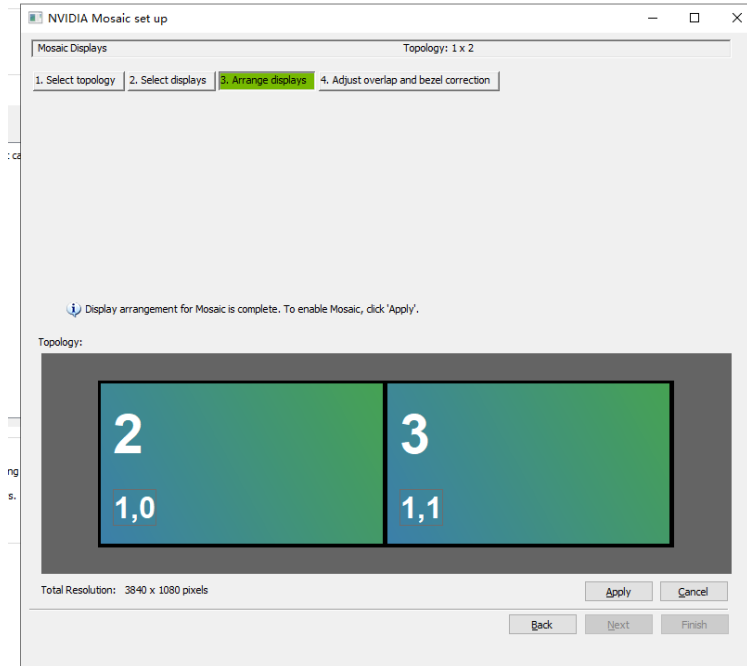 NVIDIA Mosaic set up
Mosaic Displays Topology: 1 x 2
1. Select topology 2. Select displays 3. Arrange displays 4. Adjust overlap and bezel correction
Display arrangement for Mosaic is complete. To enable Mosaic, click 'Apply'.
Topology:
2 3
1,0 1,1
s.
Total Resolution: 3840 x 1080 pixels Apply Cancel
Back Next Finish